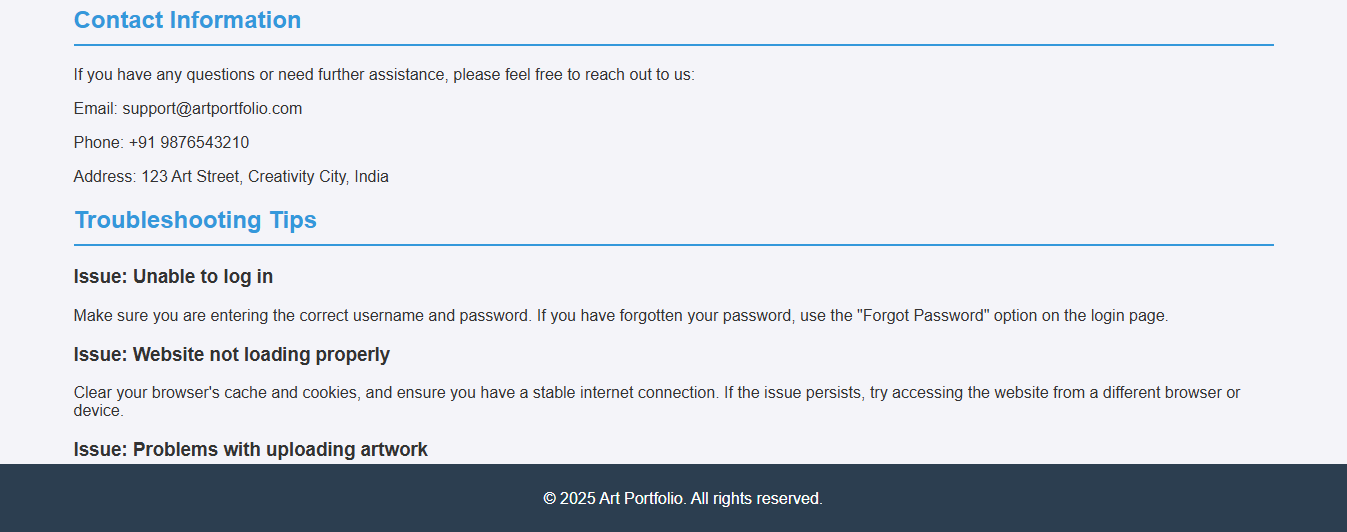 Contact Information
If you have any questions or need further assistance, please feel free to reach out to us:
Email: support@artportfolio.com
Phone: +91 9876543210
Address: 123 Art Street, Creativity City, India
Troubleshooting Tips
Issue: Unable to log in
Make sure you are entering the correct username and password. If you have forgotten your password, use the "Forgot Password" option on the login page.
Issue: Website not loading properly
Clear your browser's cache and cookies, and ensure you have a stable internet connection. If the issue persists, try accessing the website from a different browser or
device.
Issue: Problems with uploading artwork
© 2025 Art Portfolio. All rights reserved.